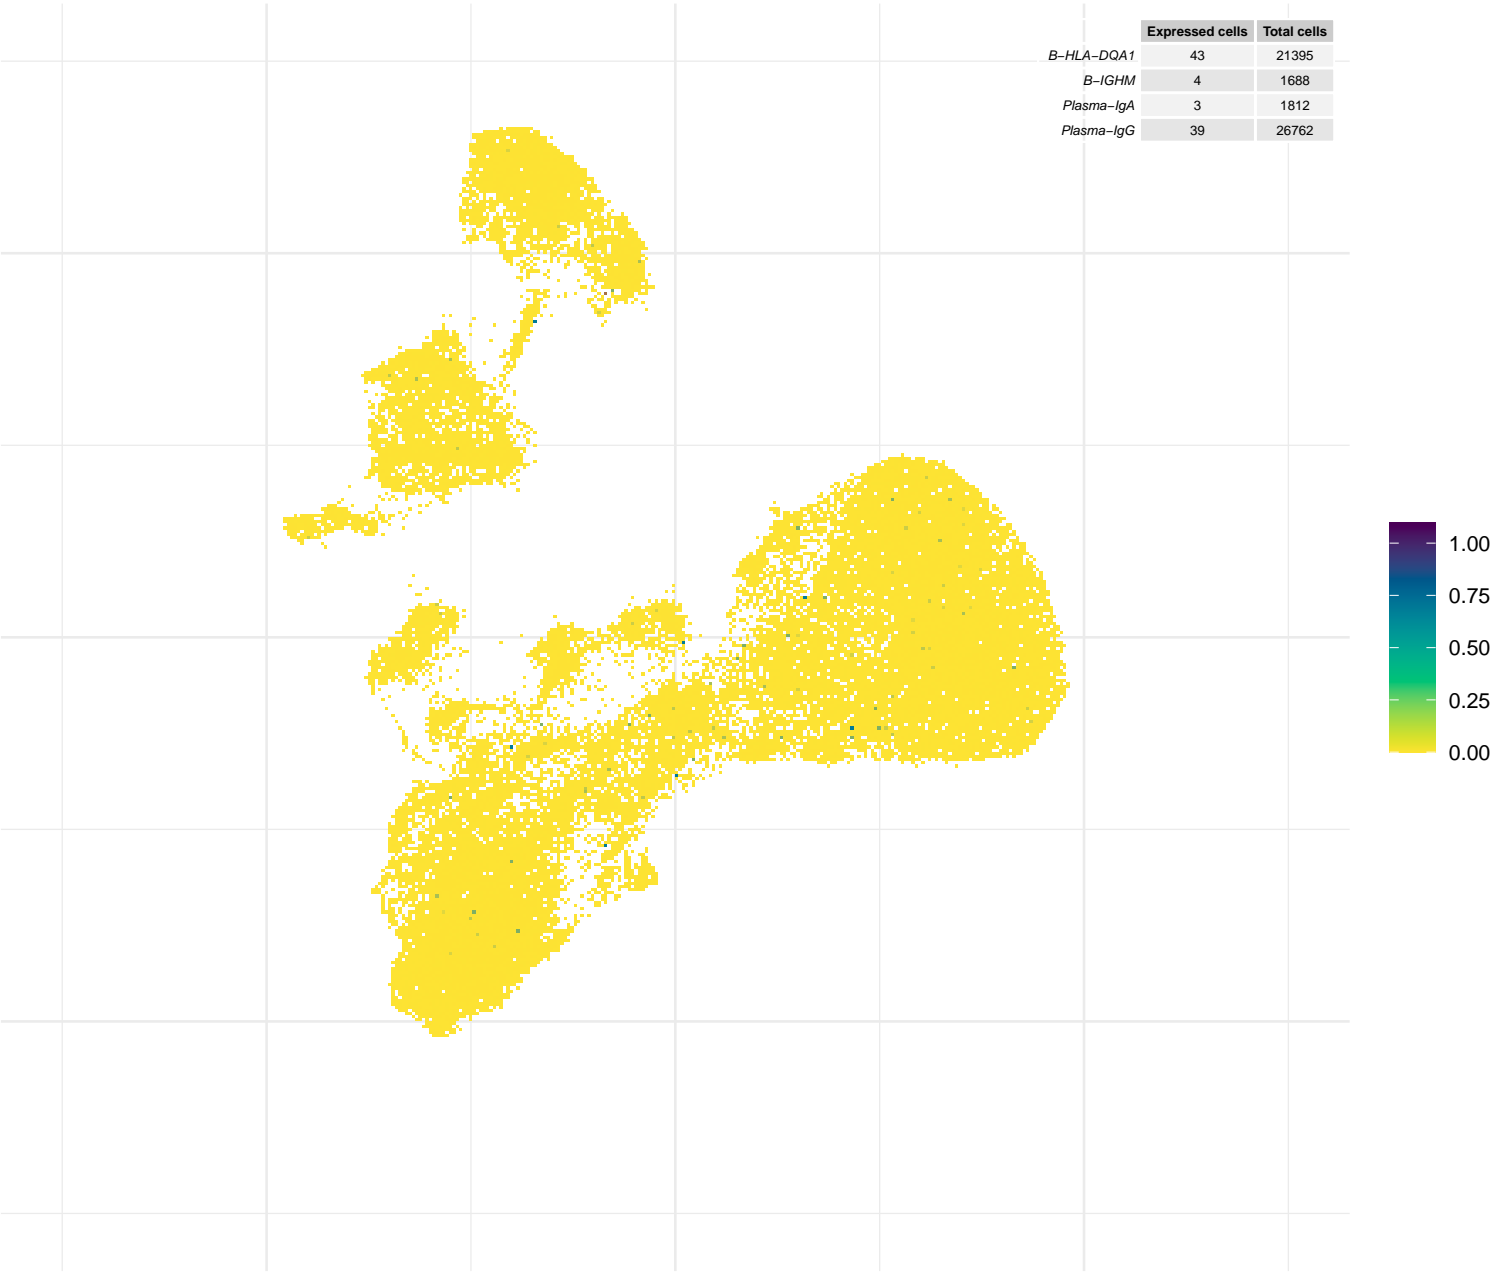 Expressed cells Total cells
B−HLA−DQA1 43 21395
B−IGHM 4 1688
Plasma−IgA 3 1812
Plasma−IgG 39 26762
1.00
0.75
0.50
0.25
0.00